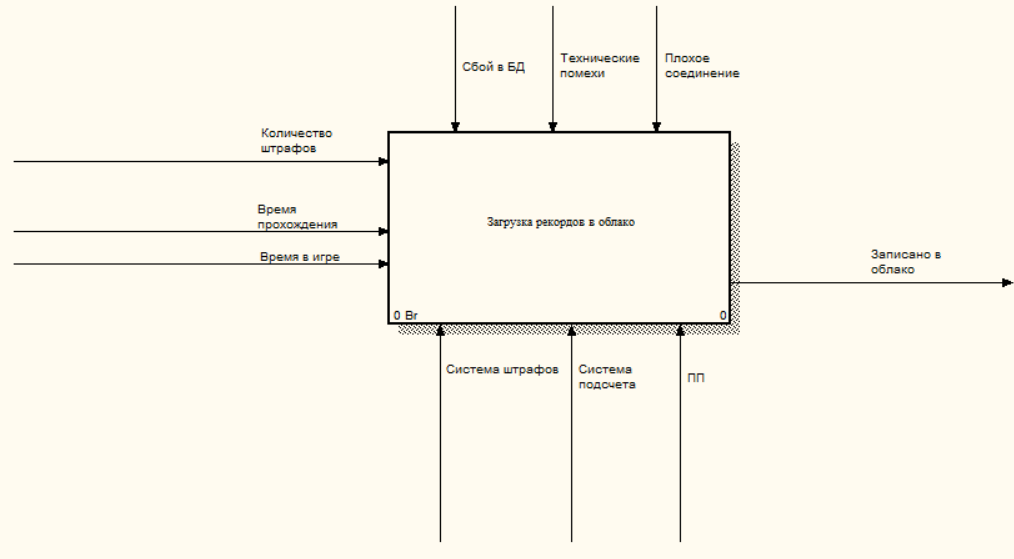 Сбой в БД
Технические
помехи
Плохое
соединение
Количество
штрафов
Время
прохождения
Время в игре
Загрузка рекордов в облако
Записано в
облако
0 Br
0
Система штрафов
Система
подсчета
ПП